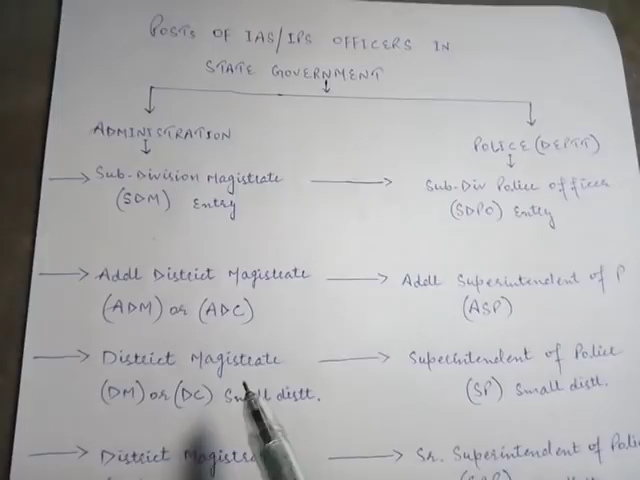 POSTS OF IAS/IPS OFFICERS IN
STATE GOVERNMENT
ADMINISTRATION
POLICE (DEPTT)
Sub-Division Magistrate
Sub-Div Police officer
(SDM) Entry
(SDPO) Entry
Addl District Magistrate
Addl Superintendent of P
(ADM) or (ADC)
(ASP)
District Magistrate
Superintendent of Police
(DM) or (DC) Small distt.
(SP) Small distt.
District
Sr. Superintendent of